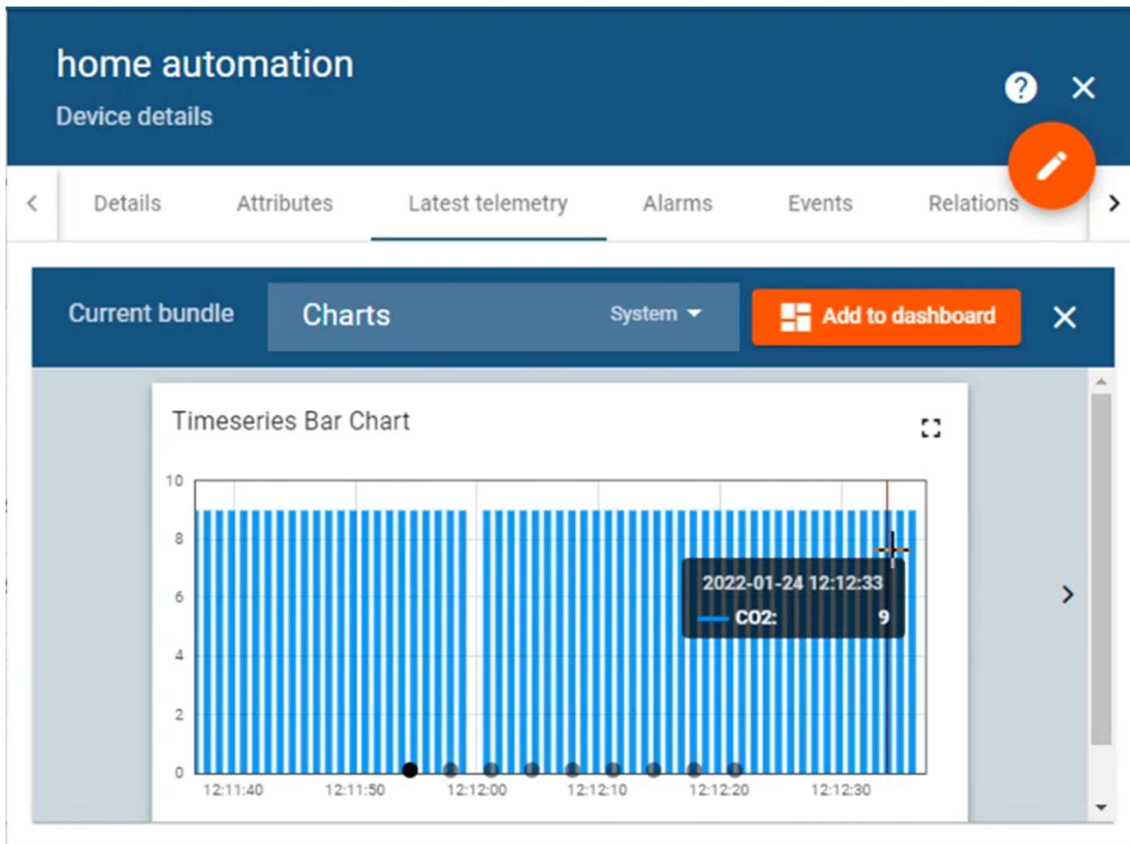 home automation
Device details
Details Attributes Latest telemetry Alarms Events Relations
Current bundle Charts System Add to dashboard
Timeseries Bar Chart
10
8
6
4
2
0
2022-01-24 12:12:33
CO2: 9
12:11:40 12:11:50 12:12:00 12:12:10 12:12:20 12:12:30